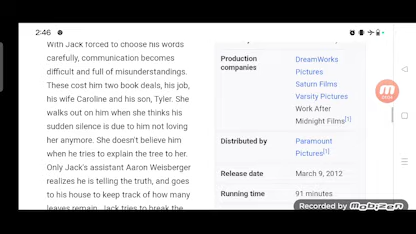 2:46
With Jack forced to choose his words
carefully, communication becomes
difficult and full of misunderstandings.
These cost him two book deals, his job,
his wife Caroline and his son, Tyler. She
walks out on him when she thinks his
sudden silence is due to him not loving
her anymore. She doesn't believe him
when he tries to explain the tree to her.
Only Jack's assistant Aaron Weisberger
realizes he is telling the truth, and goes
to his house to keep track of how many
leaves remain. Jack tries to break the
Production companies
DreamWorks Pictures
Saturn Films
Varsity Pictures
Work After
Midnight Films[1]
Distributed by
Paramount
Pictures[1]
Release date
March 9, 2012
Running time
91 minutes
Recorded by Mobizen